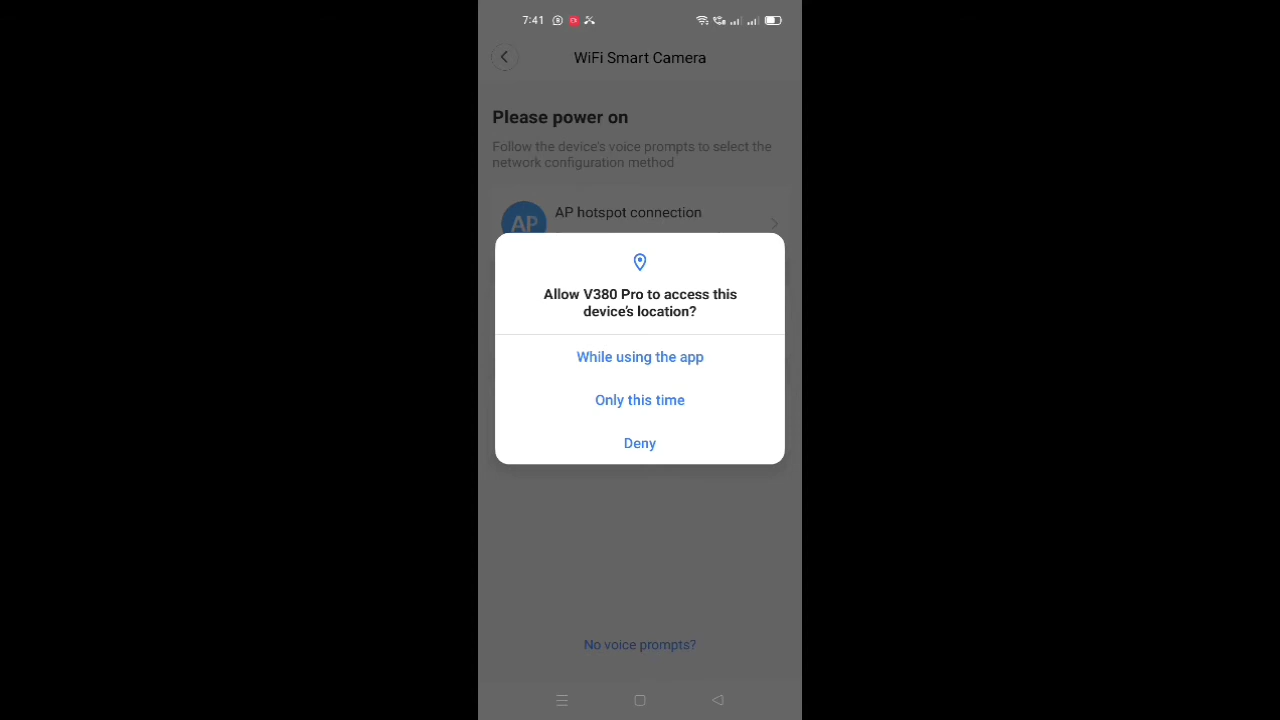 7:41
WiFi Smart Camera
Please power on
Follow the device's voice prompts to select the
network configuration method
AP
AP hotspot connection
Allow V380 Pro to access this
device's location?
While using the app
Only this time
Deny
No voice prompts?